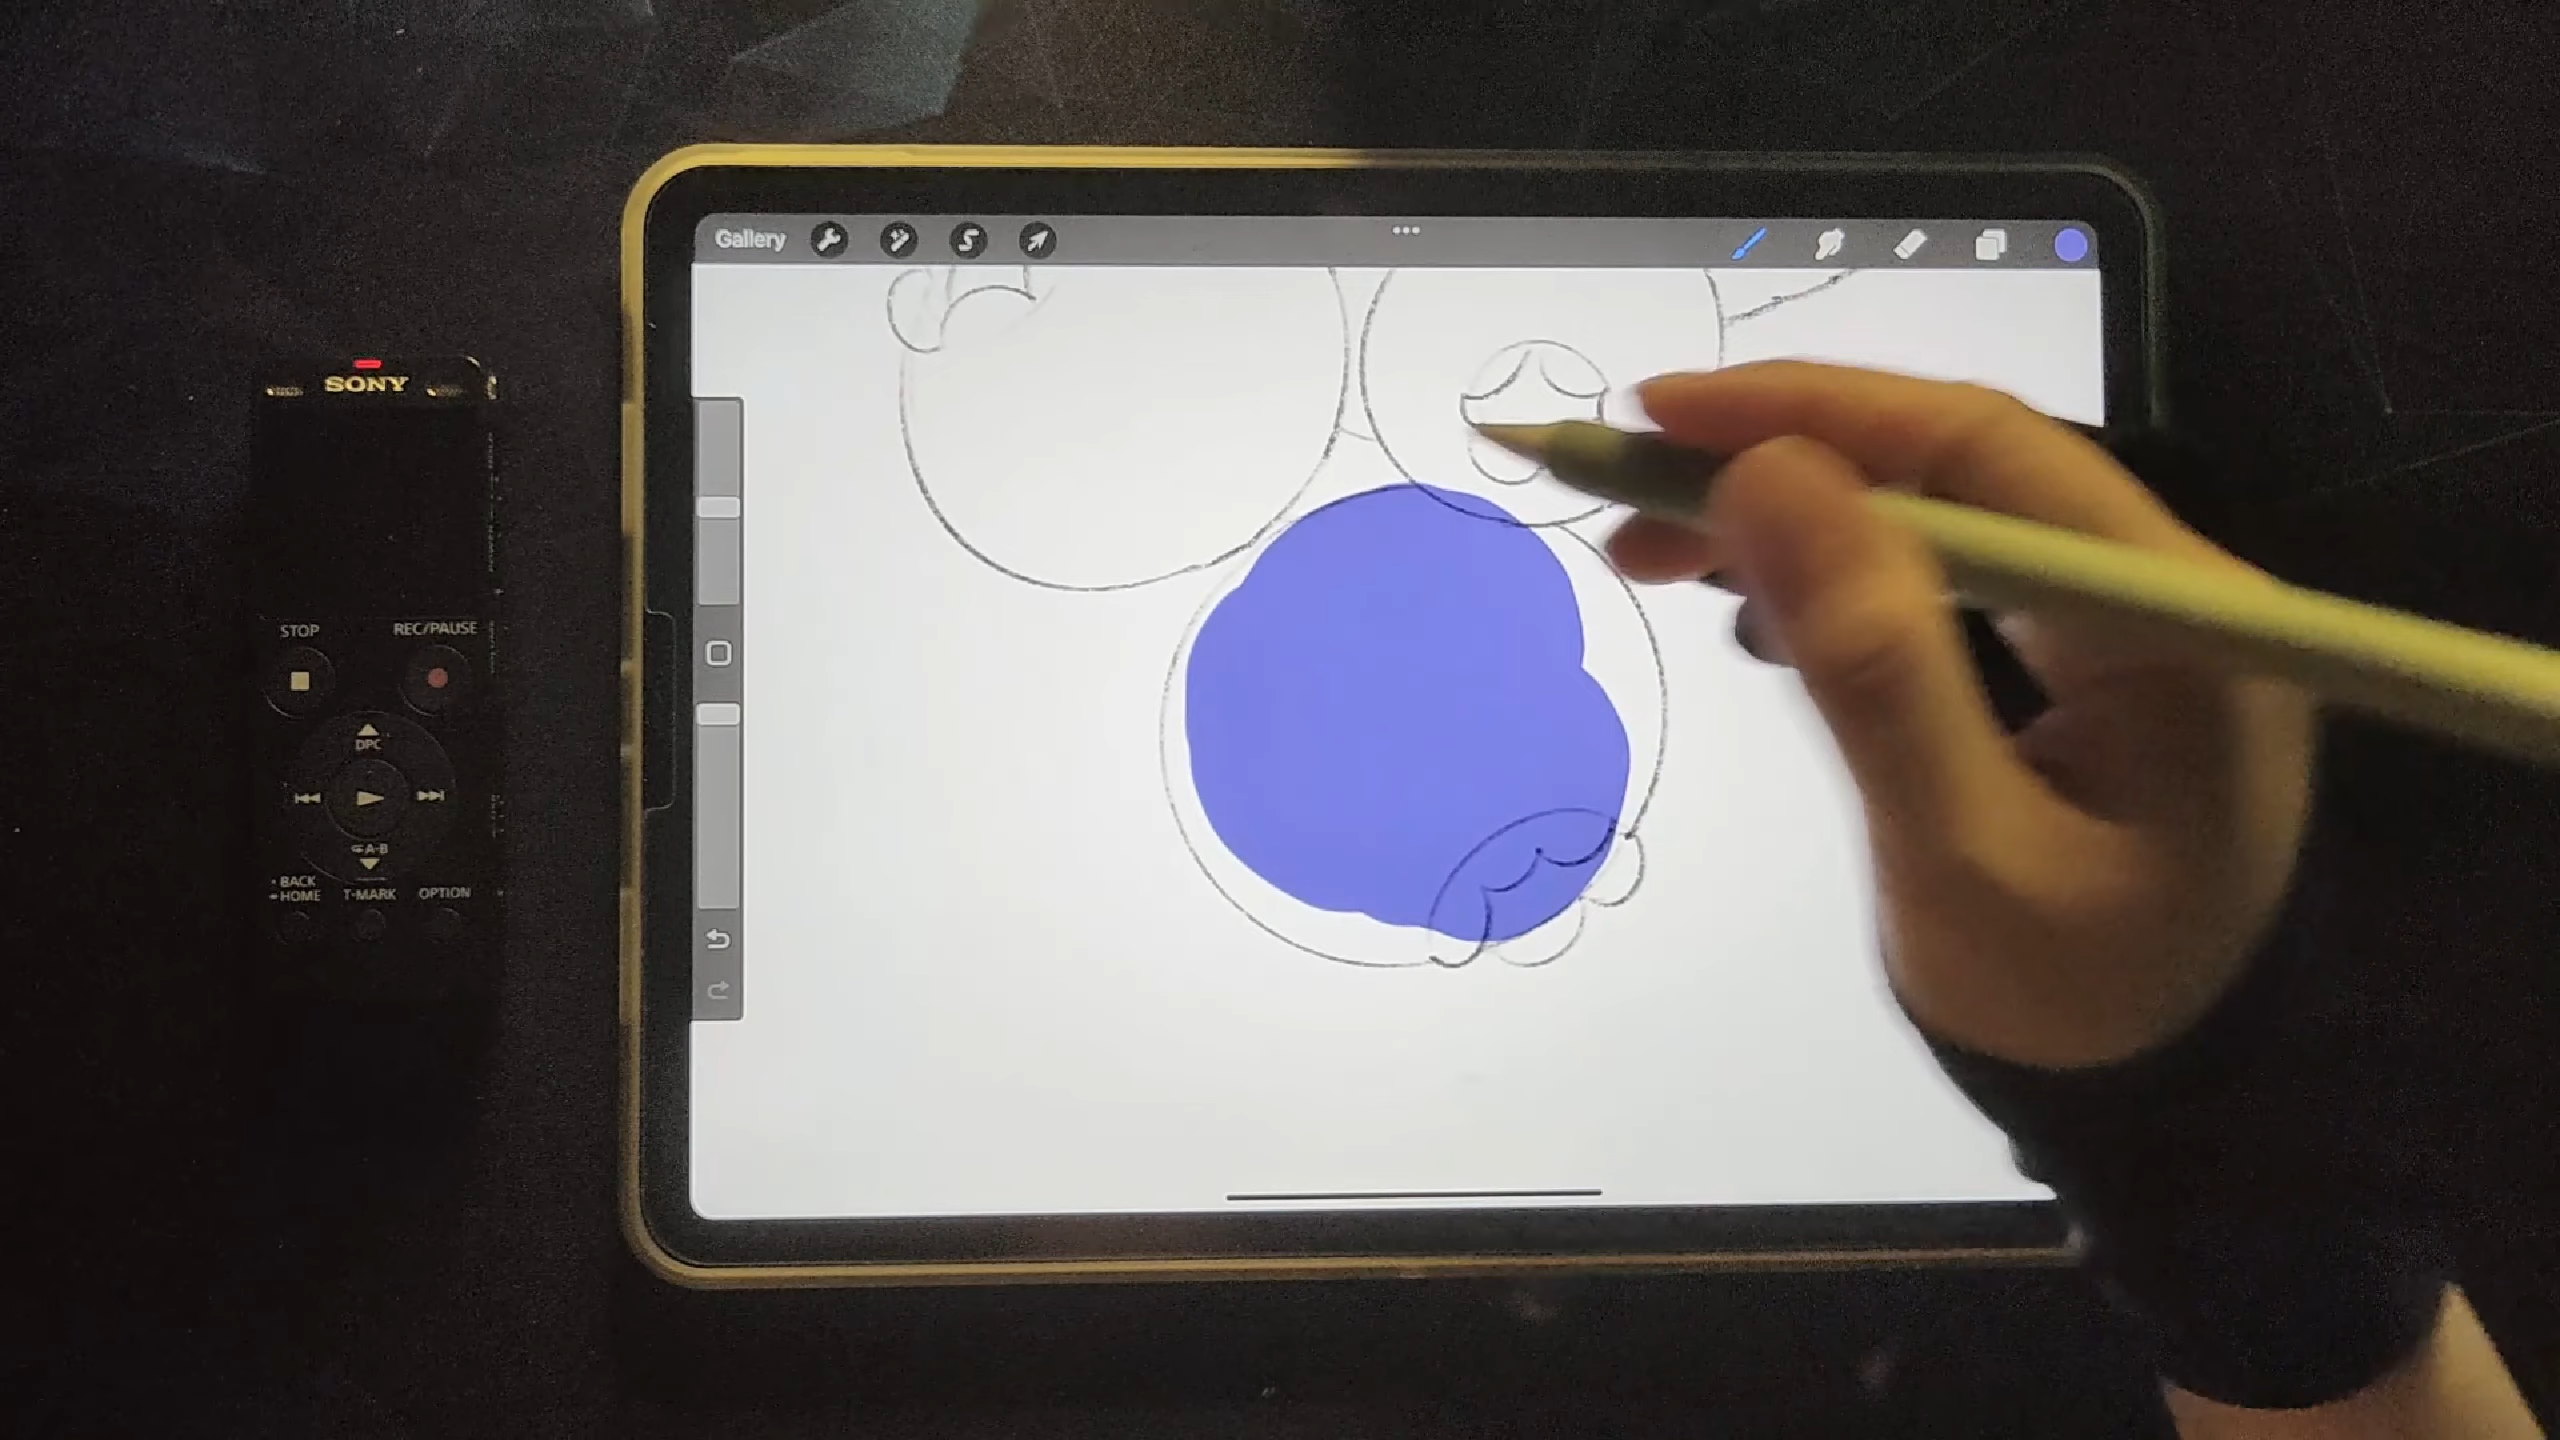 Gallery
SONY
STOP REC/PAUSE
DPC
A-B
• BACK
HOME T-MARK OPTION